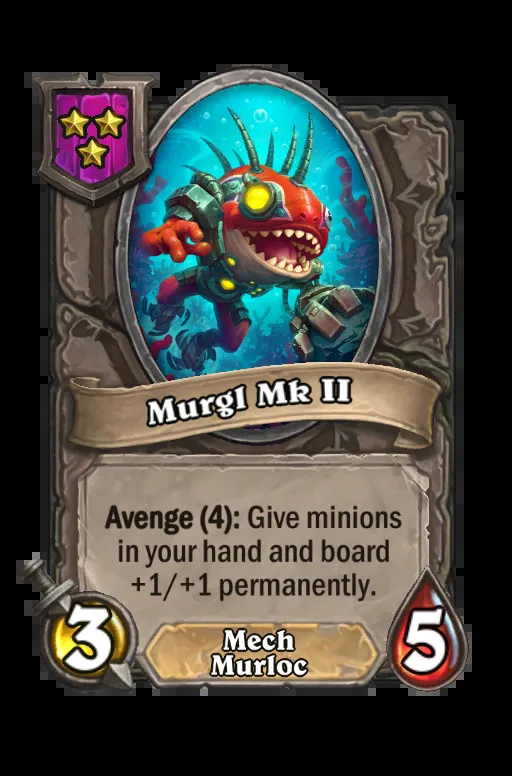 Murgl Mk II
Avenge (4): Give minions
in your hand and board
+1/+1 permanently.
3
Mech
Murloc
5